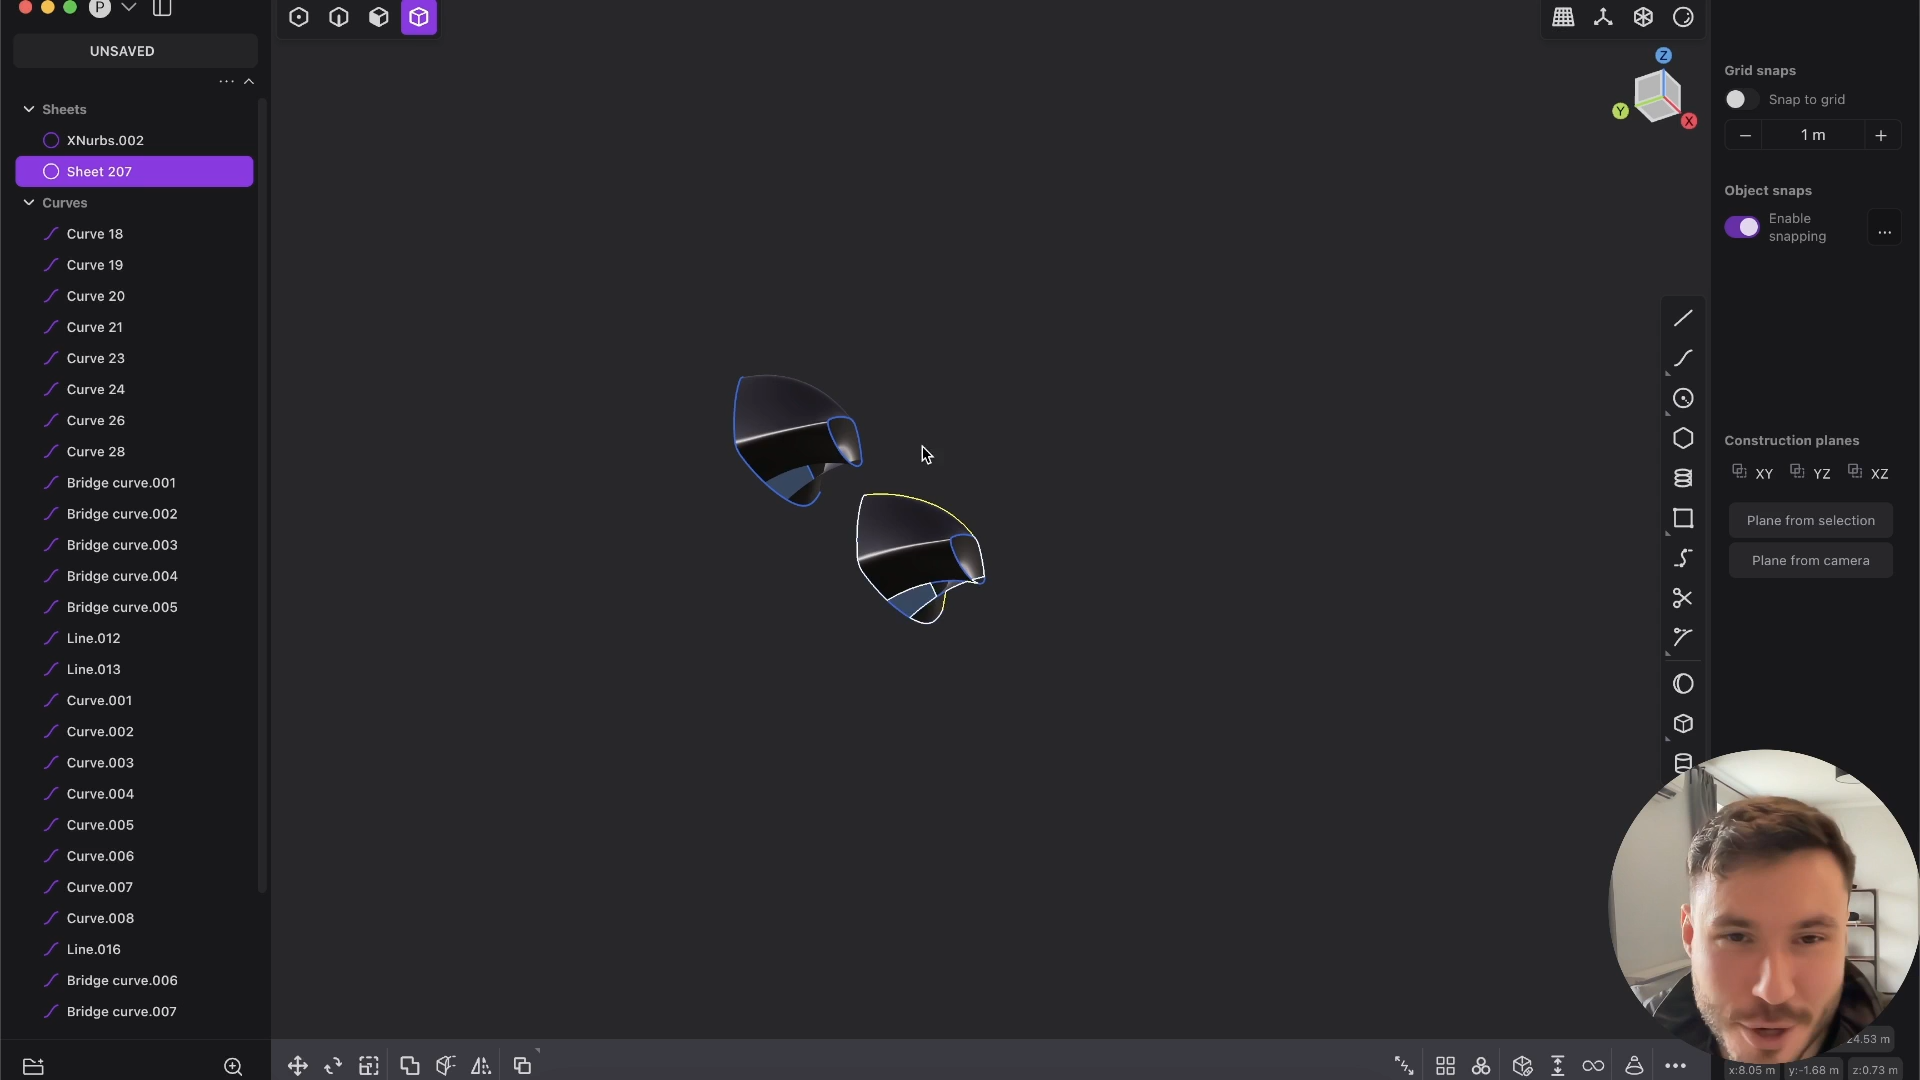 P
UNSAVED
Sheets
XNurbs.002
Sheet 207
Curves
Curve 18
Curve 19
Curve 20
Curve 21
Curve 23
Curve 24
Curve 26
Curve 28
Bridge curve.001
Bridge curve.002
Bridge curve.003
Bridge curve.004
Bridge curve.005
Line.012
Line.013
Curve.001
Curve.002
Curve.003
Curve.004
Curve.005
Curve.006
Curve.007
Curve.008
Line.016
Bridge curve.006
Bridge curve.007
Z
Y
X
Grid snaps
Snap to grid
1 m
Object snaps
Enable
snapping
...
Construction planes
XY YZ XZ
Plane from selection
Plane from camera
24.53 m
x:8.05 m y:-1.68 m z:0.73 m